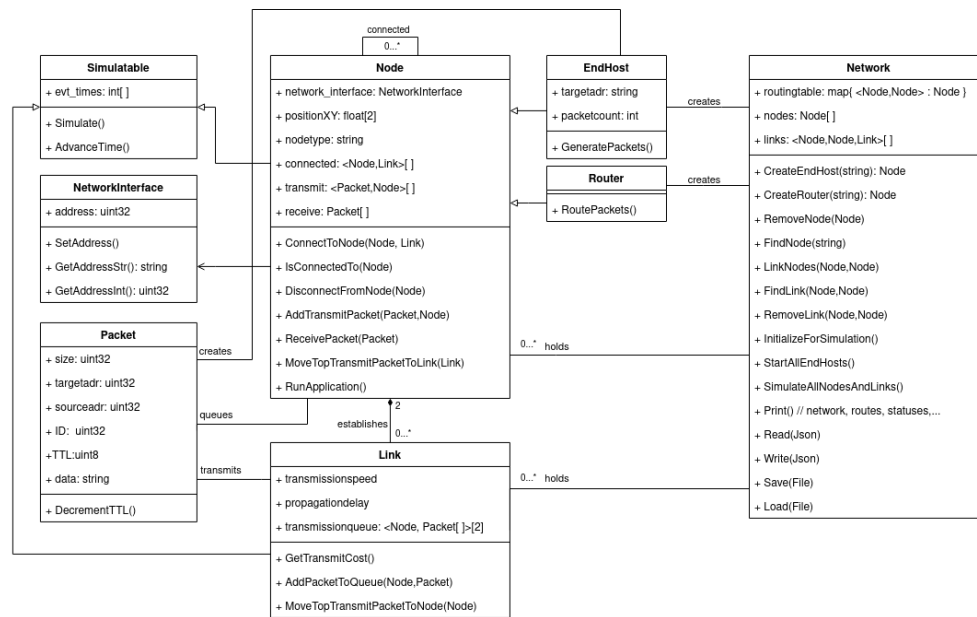 connected
0...*
Simulatable
+ evt_times: int[ ]
+ Simulate()
+ AdvanceTime()
NetworkInterface
+ address: uint32
+ SetAddress()
+ GetAddressStr(): string
+ GetAddressInt(): uint32
Packet
+ size: uint32
+ targetadr: uint32
+ sourceadr: uint32
+ ID: uint32
+TTL:uint8
+ data: string
+ DecrementTTL()
creates
queues
transmits
Node
+ network_interface: NetworkInterface
+ positionXY: float[2]
+ nodetype: string
+ connected: <Node,Link>[ ]
+ transmit: <Packet,Node>[ ]
+ receive: Packet[ ]
+ ConnectToNode(Node, Link)
+ IsConnectedTo(Node)
+ DisconnectFromNode(Node)
+ AddTransmitPacket(Packet,Node)
+ ReceivePacket(Packet)
+ MoveTopTransmitPacketToLink(Link)
+ RunApplication()
2
establishes
0...*
Link
+ transmissionspeed
+ propagationdelay
+ transmissionqueue: <Node, Packet[ ]>[2]
+ GetTransmitCost()
+ AddPacketToQueue(Node,Packet)
+ MoveTopTransmitPacketToNode(Node)
EndHost
+ targetadr: string
+ packetcount: int
+ GeneratePackets()
creates
Router
+ RoutePackets()
creates
0...* holds
0...* holds
Network
+ routingtable: map{ <Node,Node> : Node }
+ nodes: Node[ ]
+ links: <Node,Node,Link>[ ]
+ CreateEndHost(string): Node
+ CreateRouter(string): Node
+ RemoveNode(Node)
+ FindNode(string)
+ LinkNodes(Node,Node)
+ FindLink(Node,Node)
+ RemoveLink(Node,Node)
+ InitializeForSimulation()
+ StartAllEndHosts()
+ SimulateAllNodesAndLinks()
+ Print() // network, routes, statuses,...
+ Read(Json)
+ Write(Json)
+ Save(File)
+ Load(File)